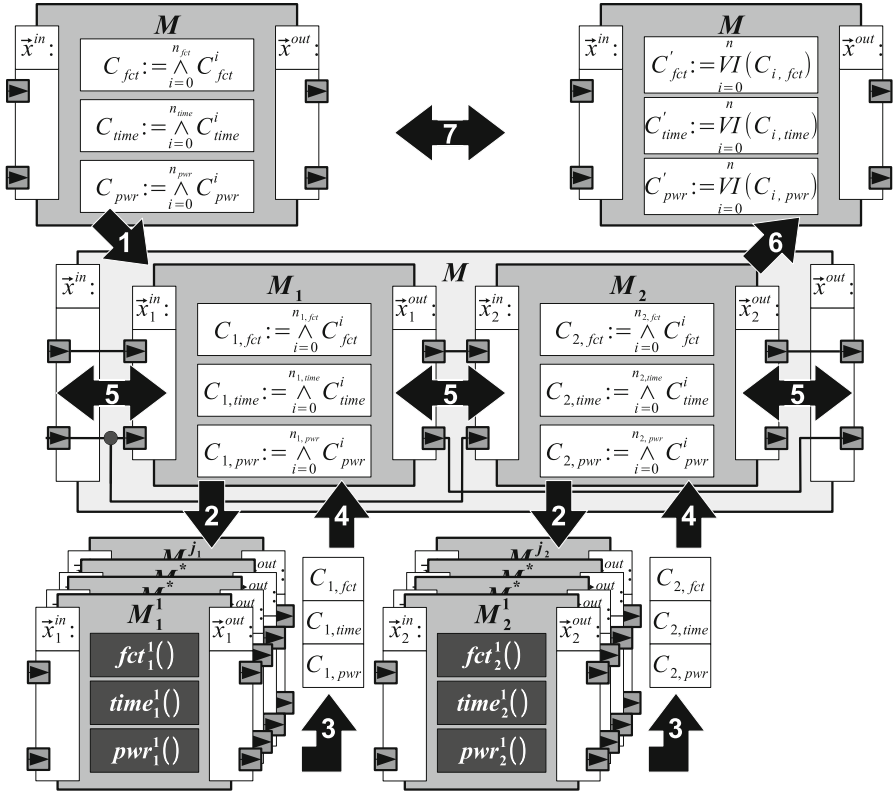 M
x⃗^in :
x⃗^out :
C_fct := ∧_{i=0}^{n_fct} C^i_fct
C_time := ∧_{i=0}^{n_time} C^i_time
C_pwr := ∧_{i=0}^{n_pwr} C^i_pwr
7
M
x⃗^in :
x⃗^out :
C'_fct := VI_{i=0}^{n} (C_{i, fct})
C'_time := VI_{i=0}^{n} (C_{i, time})
C'_pwr := VI_{i=0}^{n} (C_{i, pwr})
1
6
M
x⃗^in :
x⃗^out :
M_1
x⃗_1^in :
x⃗_1^out :
C_{1, fct} := ∧_{i=0}^{n_{1, fct}} C^i_fct
C_{1, time} := ∧_{i=0}^{n_{1, time}} C^i_time
C_{1, pwr} := ∧_{i=0}^{n_{1, pwr}} C^i_pwr
M_2
x⃗_2^in :
x⃗_2^out :
C_{2, fct} := ∧_{i=0}^{n_{2, fct}} C^i_fct
C_{2, time} := ∧_{i=0}^{n_{2, time}} C^i_time
C_{2, pwr} := ∧_{i=0}^{n_{2, pwr}} C^i_pwr
5
5
5
2
4
2
4
M^{j_1}
out :
M^*
out
M^*
out
M_1^1
x⃗_1^in :
x⃗_1^out :
fct_1^1()
time_1^1()
pwr_1^1()
C_{1, fct}
C_{1, time}
C_{1, pwr}
3
M^{j_2}
out :
M^*
out
M^*
out
M_2^1
x⃗_2^in :
x⃗_2^out :
fct_2^1()
time_2^1()
pwr_2^1()
C_{2, fct}
C_{2, time}
C_{2, pwr}
3